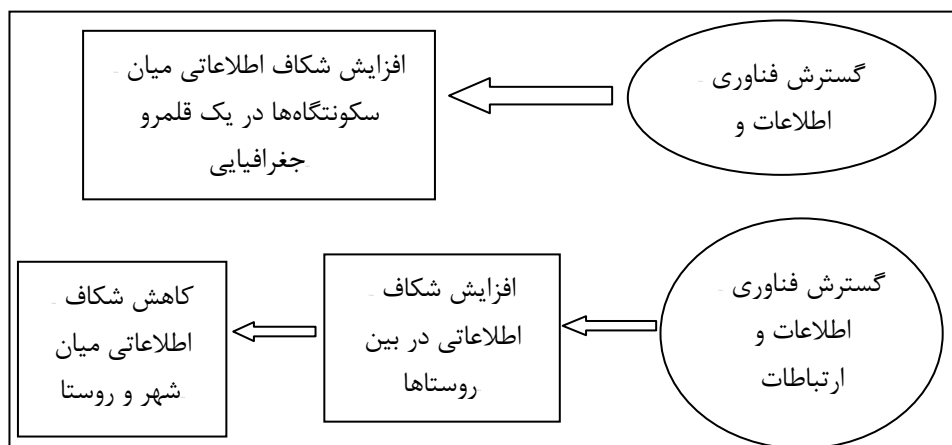 گسترش فناوری
اطلاعات و
افزایش شکاف اطلاعاتی میان
سکونتگاه‌ها در یک قلمرو
جغرافیایی
گسترش فناوری
اطلاعات و
ارتباطات
افزایش شکاف
اطلاعاتی در بین
روستاها
کاهش شکاف
اطلاعاتی میان
شهر و روستا